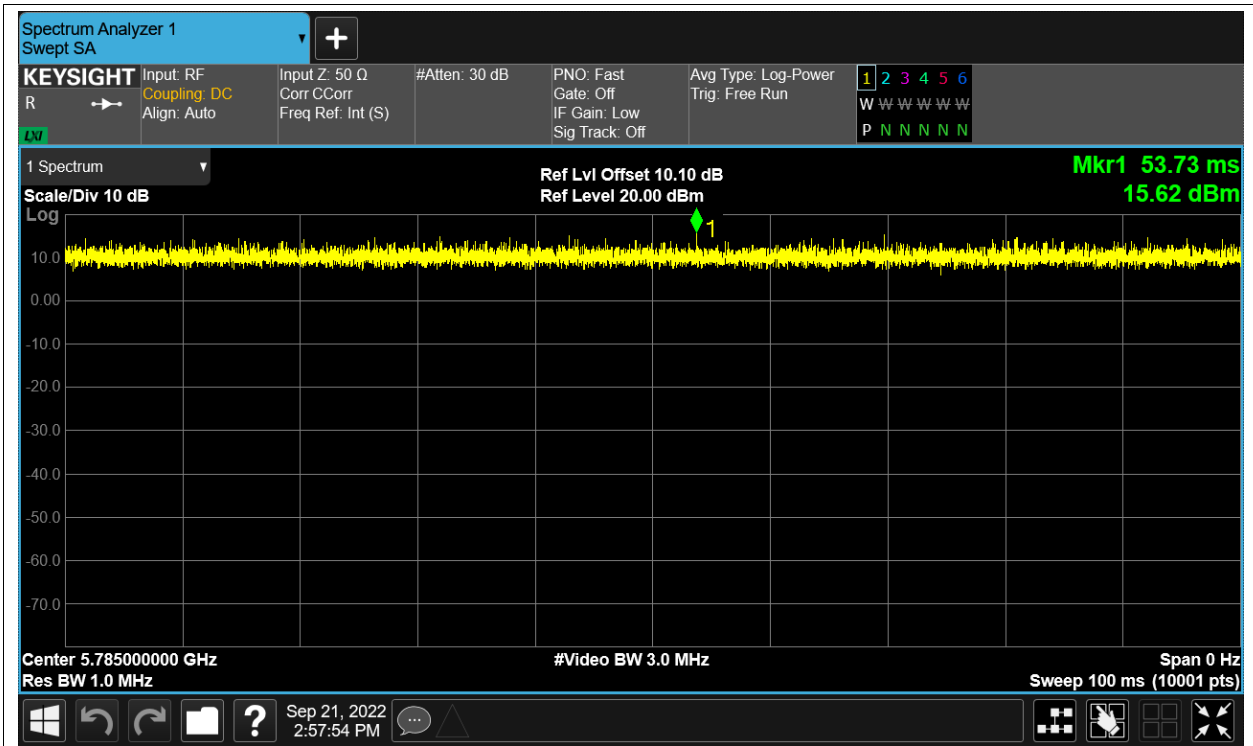 Spectrum Analyzer 1
Swept SA
+
KEYSIGHT
R
LXI
Input: RF
Coupling: DC
Align: Auto
Input Z: 50 Ω
Corr CCorr
Freq Ref: Int (S)
#Atten: 30 dB
PNO: Fast
Gate: Off
IF Gain: Low
Sig Track: Off
Avg Type: Log-Power
Trig: Free Run
1 2 3 4 5 6
W W W W W W
P N N N N N
1 Spectrum
Scale/Div 10 dB
Log
Ref Lvl Offset 10.10 dB
Ref Level 20.00 dBm
Mkr1 53.73 ms
15.62 dBm
1
10.0
0.00
-10.0
-20.0
-30.0
-40.0
-50.0
-60.0
-70.0
Center 5.785000000 GHz
Res BW 1.0 MHz
#Video BW 3.0 MHz
Span 0 Hz
Sweep 100 ms (10001 pts)
?
Sep 21, 2022
2:57:54 PM